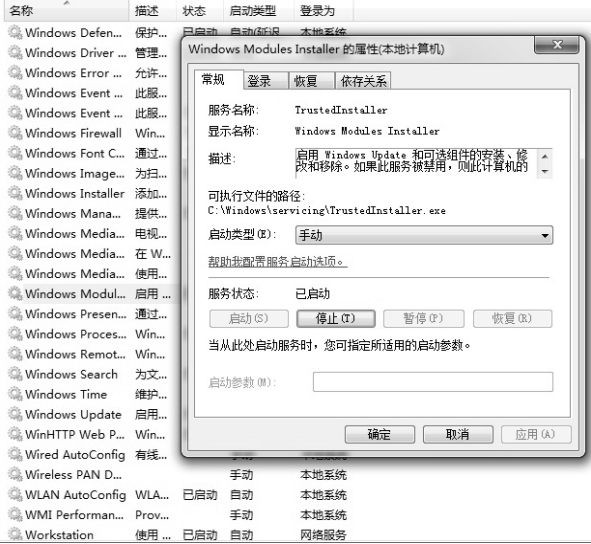 名称 描述 状态 启动类型 登录为
Windows Defen... 保护... 已启动 自动(延迟 本地系统
Windows Driver ... 管理...
Windows Error ... 允许...
Windows Event ... 此服...
Windows Event ... 此服...
Windows Firewall Win...
Windows Font C... 通过...
Windows Image... 为扫...
Windows Installer 添加...
Windows Mana... 提供...
Windows Media... 电视...
Windows Media... 在 W...
Windows Media... 使用...
Windows Modul... 启用 ...
Windows Presen... 通过...
Windows Proces... Win...
Windows Remot... Win...
Windows Search 为文...
Windows Time 维护...
Windows Update 启用...
WinHTTP Web P... Win...
Wired AutoConfig 有线...
Wireless PAN D... 手动 本地系统
WLAN AutoConfig WLA... 已启动 自动 本地系统
WMI Performan... Prov... 手动 本地系统
Workstation 使用 ... 已启动 自动 网络服务
Windows Modules Installer 的属性(本地计算机)
常规 登录 恢复 依存关系
服务名称: TrustedInstaller
显示名称: Windows Modules Installer
描述: 启用 Windows Update 和可选组件的安装、修
改和移除。如果此服务被禁用，则此计算机的
可执行文件的路径:
C:\Windows\servicing\TrustedInstaller.exe
启动类型(E): 手动
帮助我配置服务启动选项。
服务状态: 已启动
启动(S) 停止(T) 暂停(P) 恢复(R)
当从此处启动服务时，您可指定所适用的启动参数。
启动参数(M):
确定 取消 应用(A)